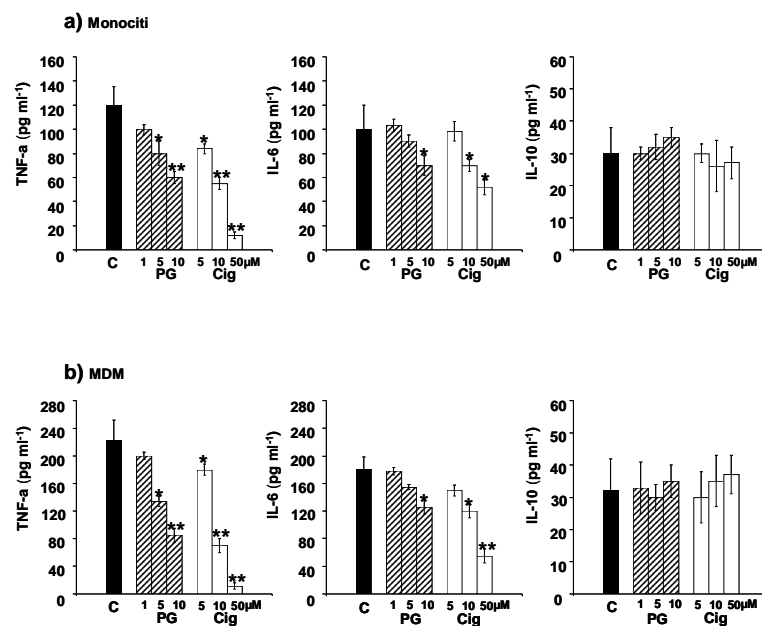 a) Monociti
TNF-a (pg ml-1)
160
140
120
100
80
60
40
20
0
* ** * ** **
C 1 5 10 5 10 50µM
PG Cig
IL-6 (pg ml-1)
160
140
120
100
80
60
40
20
0
* ** *
C 1 5 10 5 10 50µM
PG Cig
IL-10 (pg ml-1)
60
50
40
30
20
10
0
C 1 5 10 5 10 50µM
PG Cig
b) MDM
TNF-a (pg ml-1)
280
240
200
160
120
80
40
0
* ** * ** **
C 1 5 10 5 10 50µM
PG Cig
IL-6 (pg ml-1)
280
240
200
160
120
80
40
0
* * **
C 1 5 10 5 10 50µM
PG Cig
IL-10 (pg ml-1)
60
50
40
30
20
10
0
C 1 5 10 5 10 50µM
PG Cig